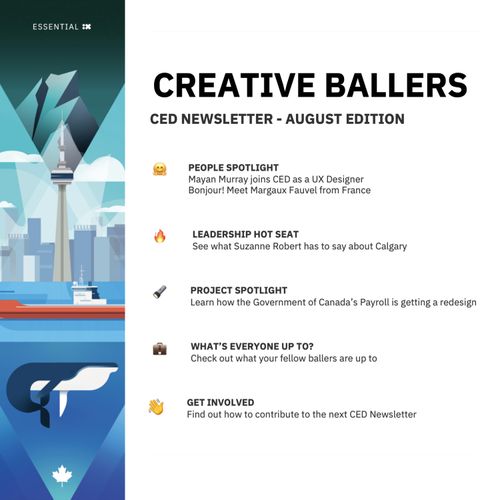 ESSENTIAL
CREATIVE BALLERS
CED NEWSLETTER - AUGUST EDITION
PEOPLE SPOTLIGHT
Mayan Murray joins CED as a UX Designer
Bonjour! Meet Margaux Fauvel from France
LEADERSHIP HOT SEAT
See what Suzanne Robert has to say about Calgary
PROJECT SPOTLIGHT
Learn how the Government of Canada's Payroll is getting a redesign
WHAT'S EVERYONE UP TO?
Check out what your fellow ballers are up to
GET INVOLVED
Find out how to contribute to the next CED Newsletter